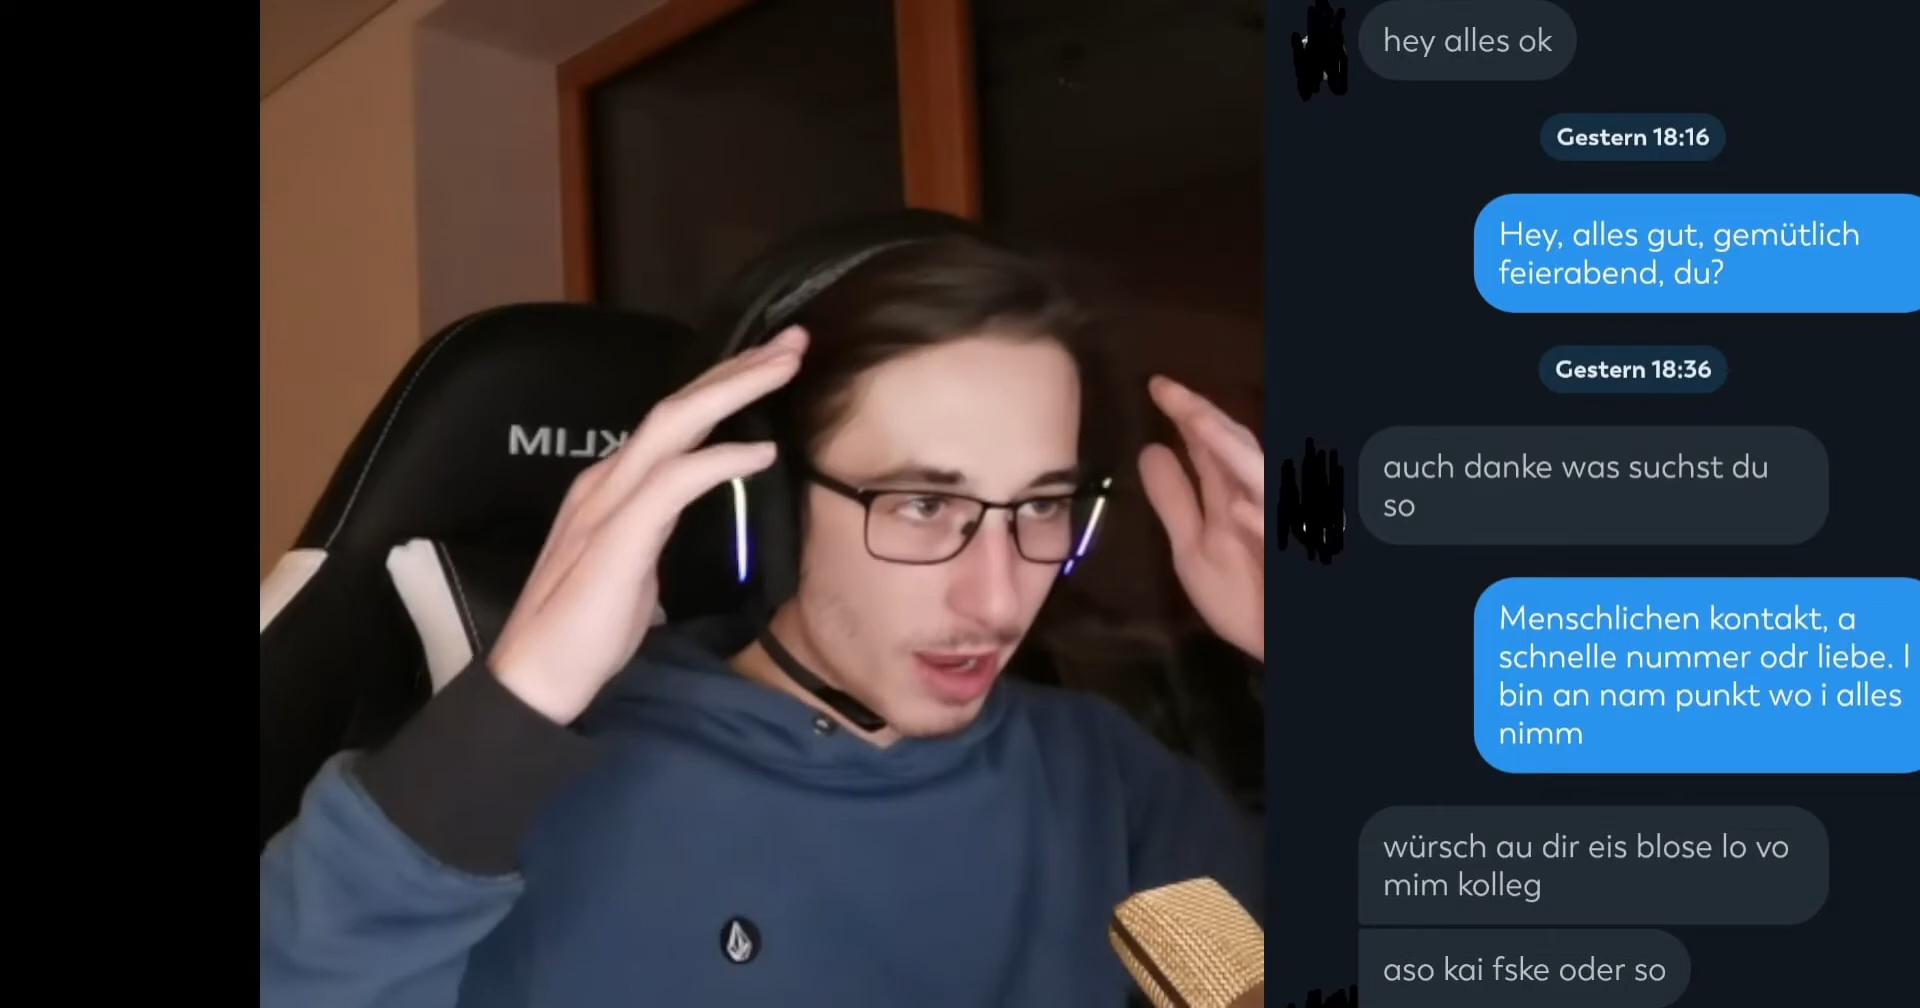 KLIM
hey alles ok
Gestern 18:16
Hey, alles gut, gemütlich
feierabend, du?
Gestern 18:36
auch danke was suchst du
so
Menschlichen kontakt, a
schnelle nummer odr liebe. I
bin an nam punkt wo i alles
nimm
würsch au dir eis blose lo vo
mim kolleg
aso kai fske oder so